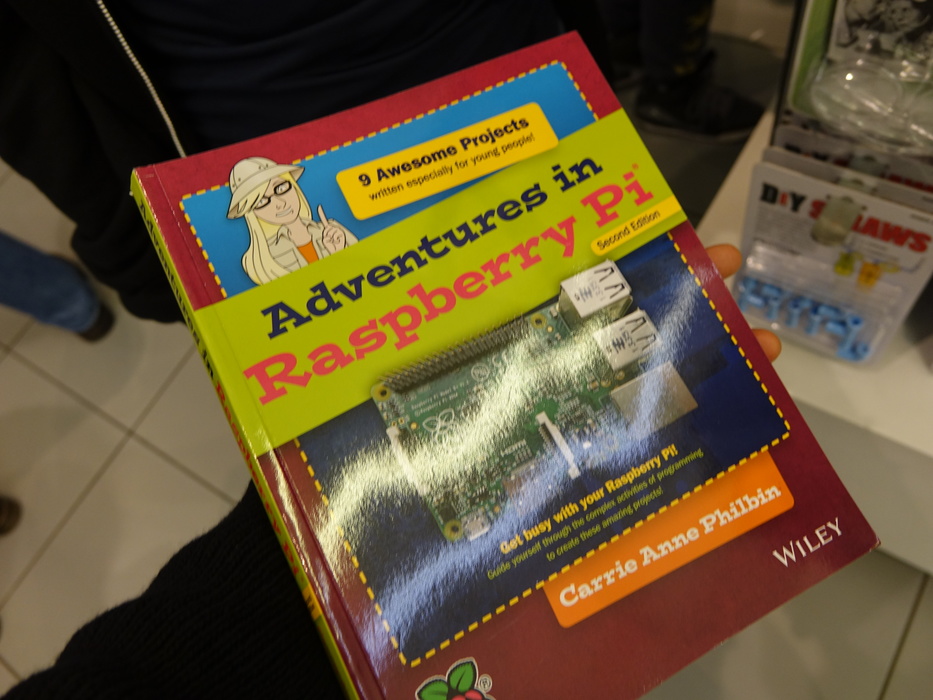 9 Awesome Projects
written especially for young people!
Adventures in
Raspberry Pi®
Second Edition
Get busy with your Raspberry Pi!
Guide yourself through the complex activities of programming
to create these amazing projects!
Carrie Anne Philbin
WILEY
®
DIY